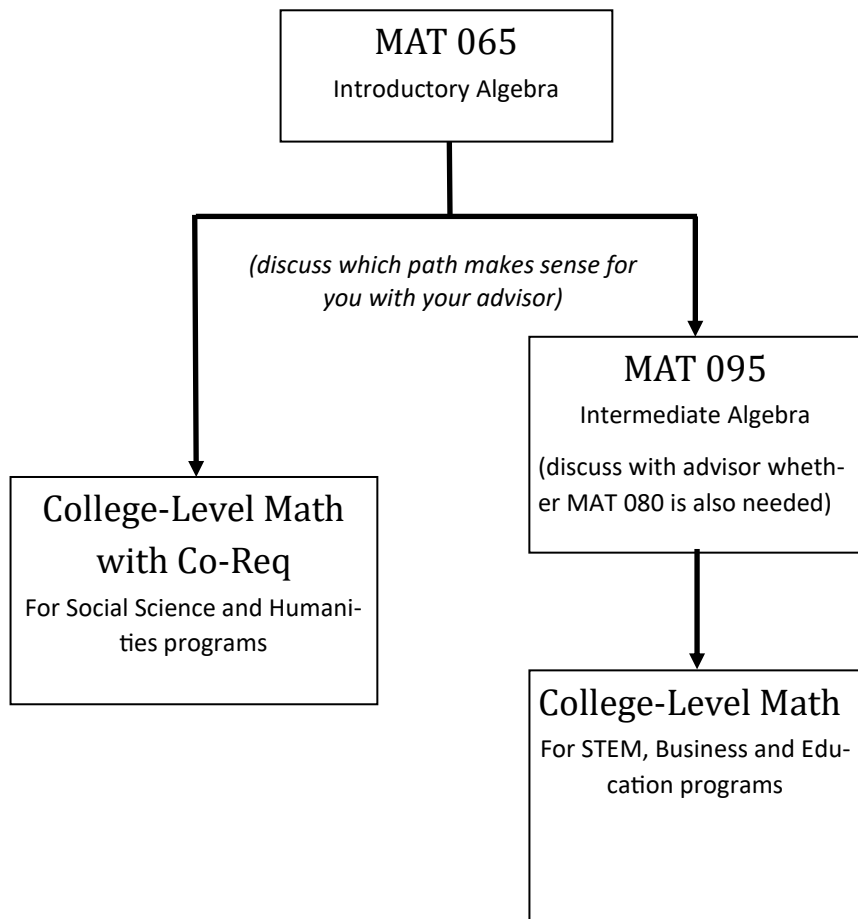 MAT 065
Introductory Algebra
(discuss which path makes sense for
you with your advisor)
MAT 095
Intermediate Algebra
(discuss with advisor wheth-
er MAT 080 is also needed)
College-Level Math
with Co-Req
For Social Science and Humani-
ties programs
College-Level Math
For STEM, Business and Edu-
cation programs